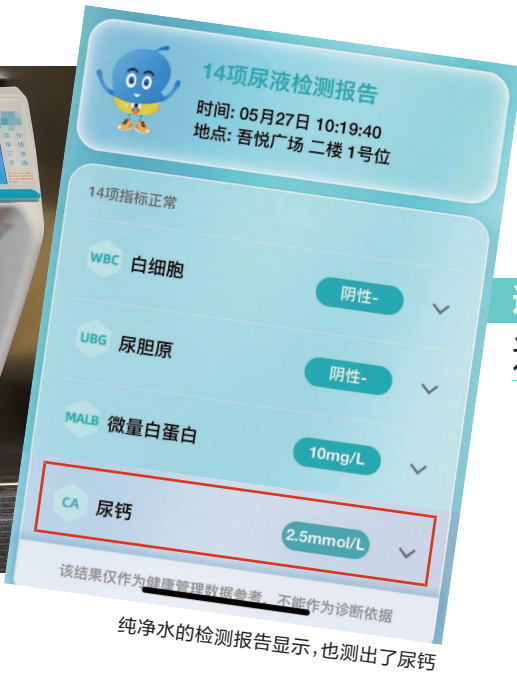 14项尿液检测报告
时间: 05月27日 10:19:40
地点: 吾悦广场 二楼 1号位
14项指标正常
WBC 白细胞 阴性-
UBG 尿胆原 阴性-
MALB 微量白蛋白 10mg/L
CA 尿钙 2.5mmol/L
该结果仅作为健康管理数据参考，不能作为诊断依据
纯净水的检测报告显示,也测出了尿钙